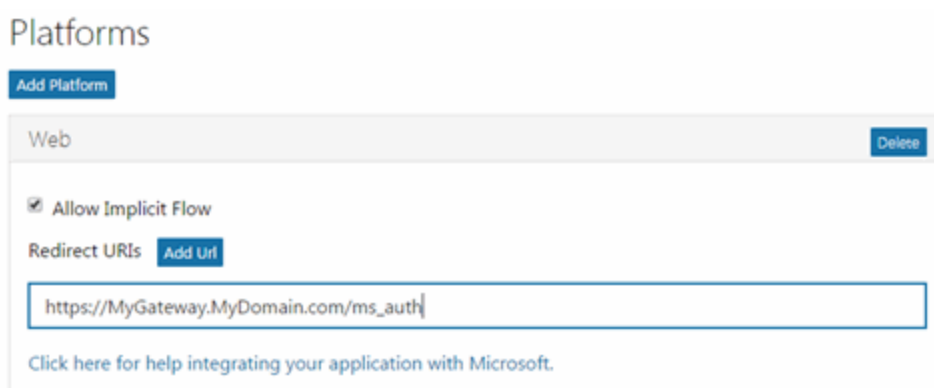 Platforms
Add Platform
Web
Delete
Allow Implicit Flow
Redirect URIs Add Url
https://MyGateway.MyDomain.com/ms_auth
Click here for help integrating your application with Microsoft.